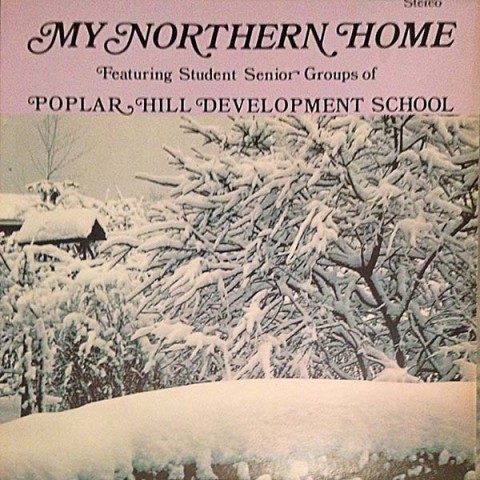 Stereo
MY NORTHERN HOME
Featuring Student Senior Groups of
POPLAR HILL DEVELOPMENT SCHOOL